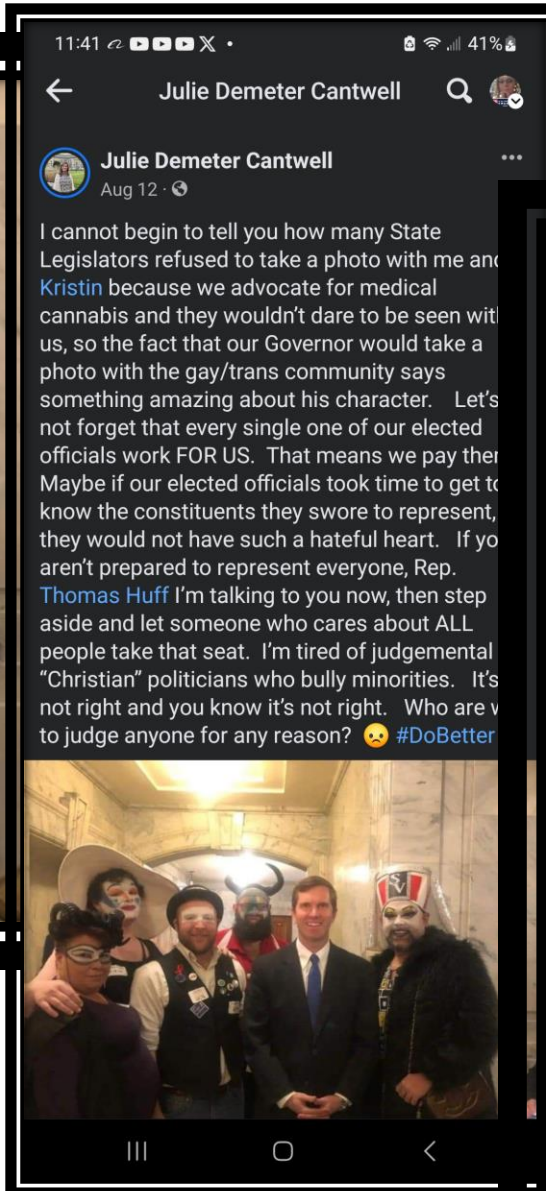 11:41
41%
Julie Demeter Cantwell
Julie Demeter Cantwell
Aug 12 ·
I cannot begin to tell you how many State
Legislators refused to take a photo with me and
Kristin because we advocate for medical
cannabis and they wouldn't dare to be seen with
us, so the fact that our Governor would take a
photo with the gay/trans community says
something amazing about his character. Let's
not forget that every single one of our elected
officials work FOR US. That means we pay them
Maybe if our elected officials took time to get to
know the constituents they swore to represent,
they would not have such a hateful heart. If you
aren't prepared to represent everyone, Rep.
Thomas Huff I'm talking to you now, then step
aside and let someone who cares about ALL
people take that seat. I'm tired of judgemental
“Christian” politicians who bully minorities. It's
not right and you know it's not right. Who are
to judge anyone for any reason? 😟 #DoBetter
SV